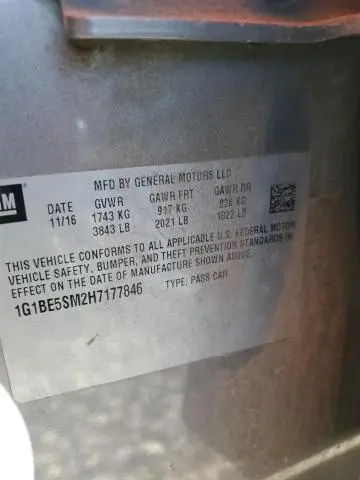 GM
MFD BY GENERAL MOTORS LLC
DATE GVWR GAWR FRT GAWR RR
11/16 1743 KG 917 KG 826 KG
3843 LB 2021 LB 1822 LB
THIS VEHICLE CONFORMS TO ALL APPLICABLE U.S. FEDERAL MOTOR
VEHICLE SAFETY, BUMPER, AND THEFT PREVENTION STANDARDS IN
EFFECT ON THE DATE OF MANUFACTURE SHOWN ABOVE.
1G1BE5SM2H7177846 TYPE: PASS CAR